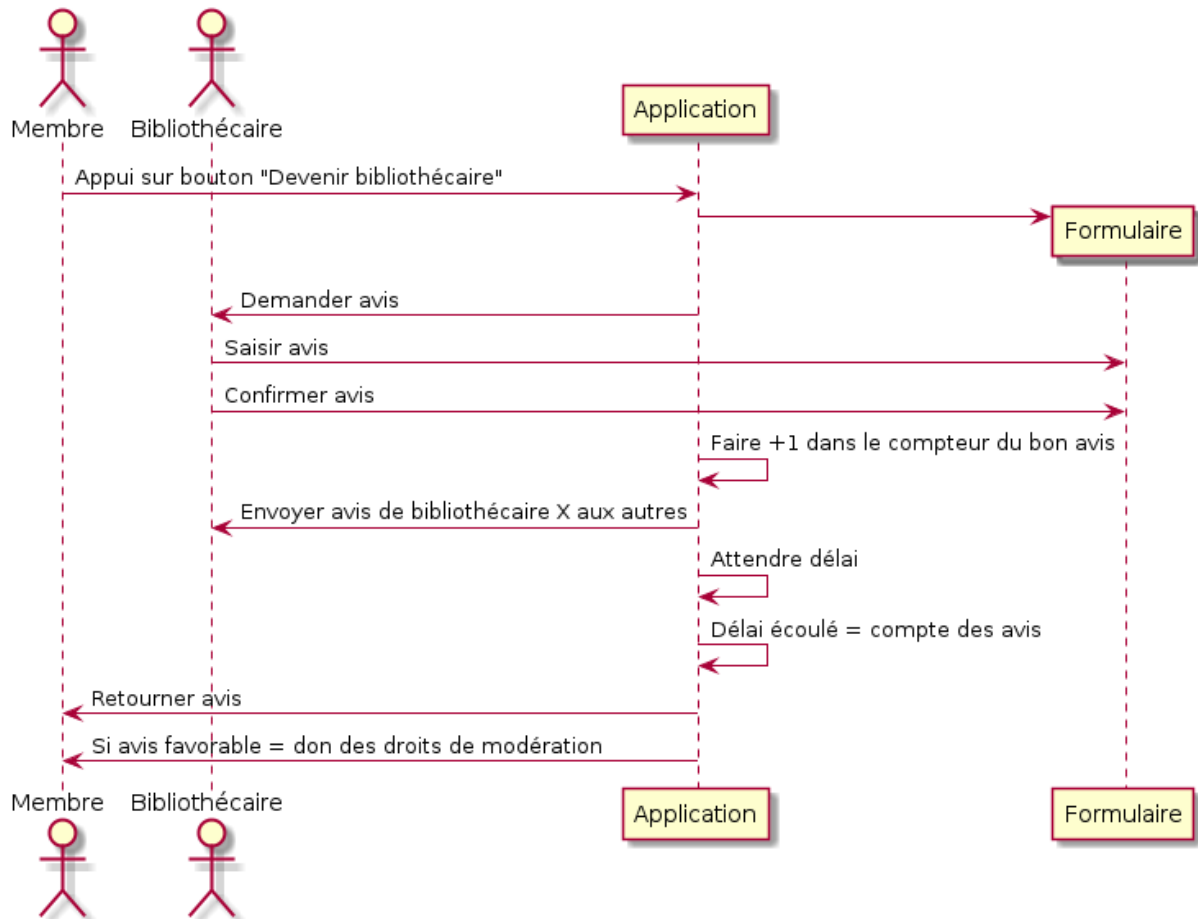 Membre
Bibliothécaire
Application
Appui sur bouton "Devenir bibliothécaire"
Formulaire
Demander avis
Saisir avis
Confirmer avis
Faire +1 dans le compteur du bon avis
Envoyer avis de bibliothécaire X aux autres
Attendre délai
Délai écoulé = compte des avis
Retourner avis
Si avis favorable = don des droits de modération
Membre
Bibliothécaire
Application
Formulaire